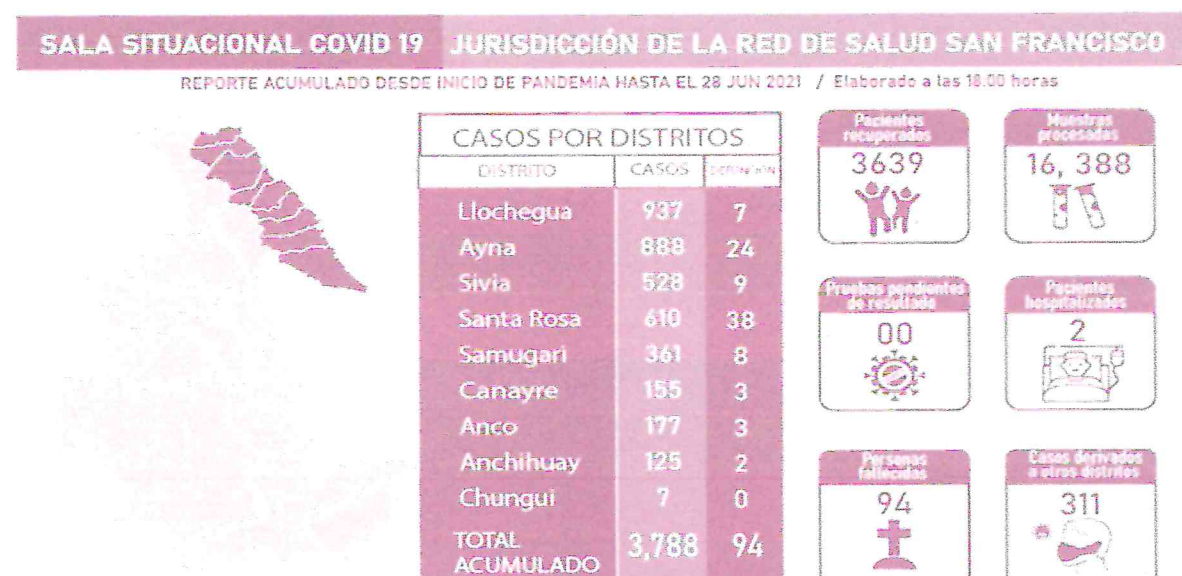 SALA SITUACIONAL COVID 19 JURISDICCIÓN DE LA RED DE SALUD SAN FRANCISCO
REPORTE ACUMULADO DESDE INICIO DE PANDEMIA HASTA EL 28 JUN 2021 / Elaborado a las 18.00 horas
CASOS POR DISTRITOS
DISTRITO CASOS DEFUNCIÓN
Llochegua 937 7
Ayna 888 24
Sivia 528 9
Santa Rosa 610 38
Samugari 361 8
Canayre 155 3
Anco 177 3
Anchihuay 125 2
Chungui 7 0
TOTAL
ACUMULADO 3,788 94
Pacientes
recuperados
3639
Muestras
procesadas
16, 388
Pruebas pendientes
de resultado
00
Pacientes
hospitalizados
2
Personas
fallecidas
94
Casos derivados
a otros distritos
311